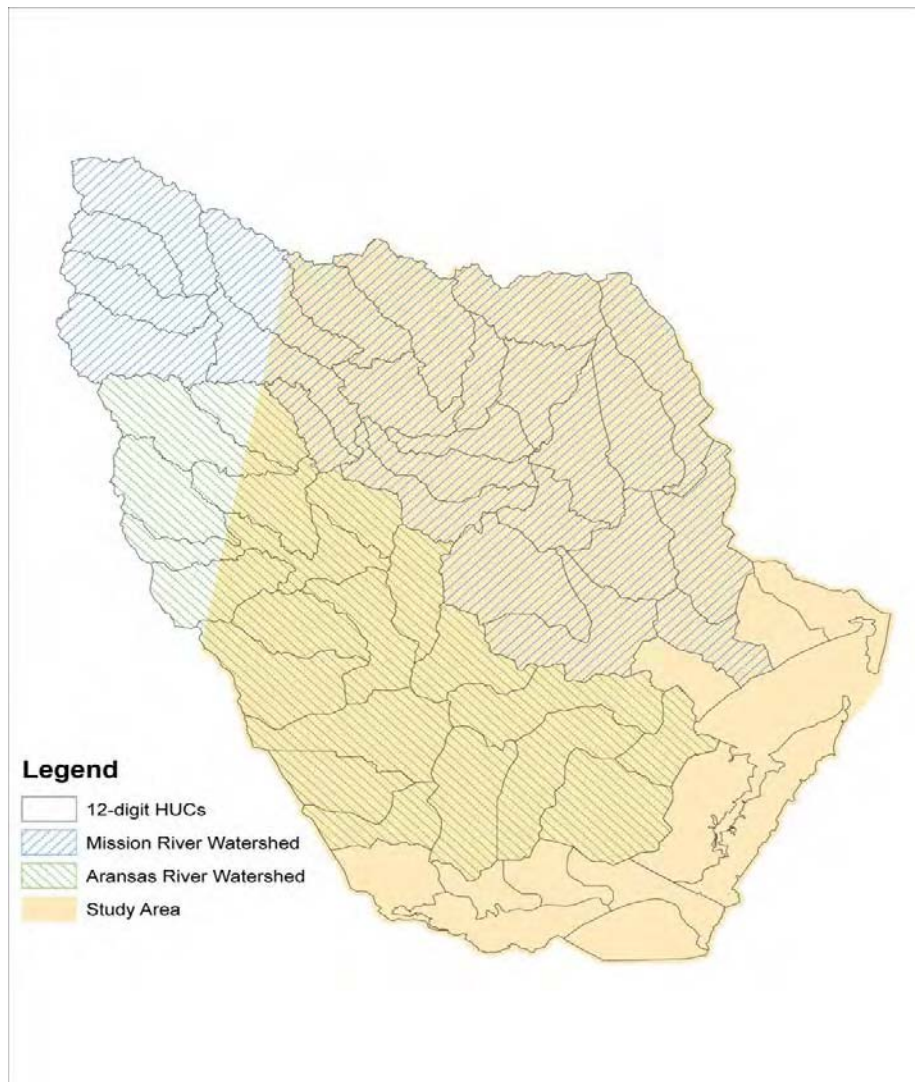 Legend
12-digit HUCs
Mission River Watershed
Aransas River Watershed
Study Area